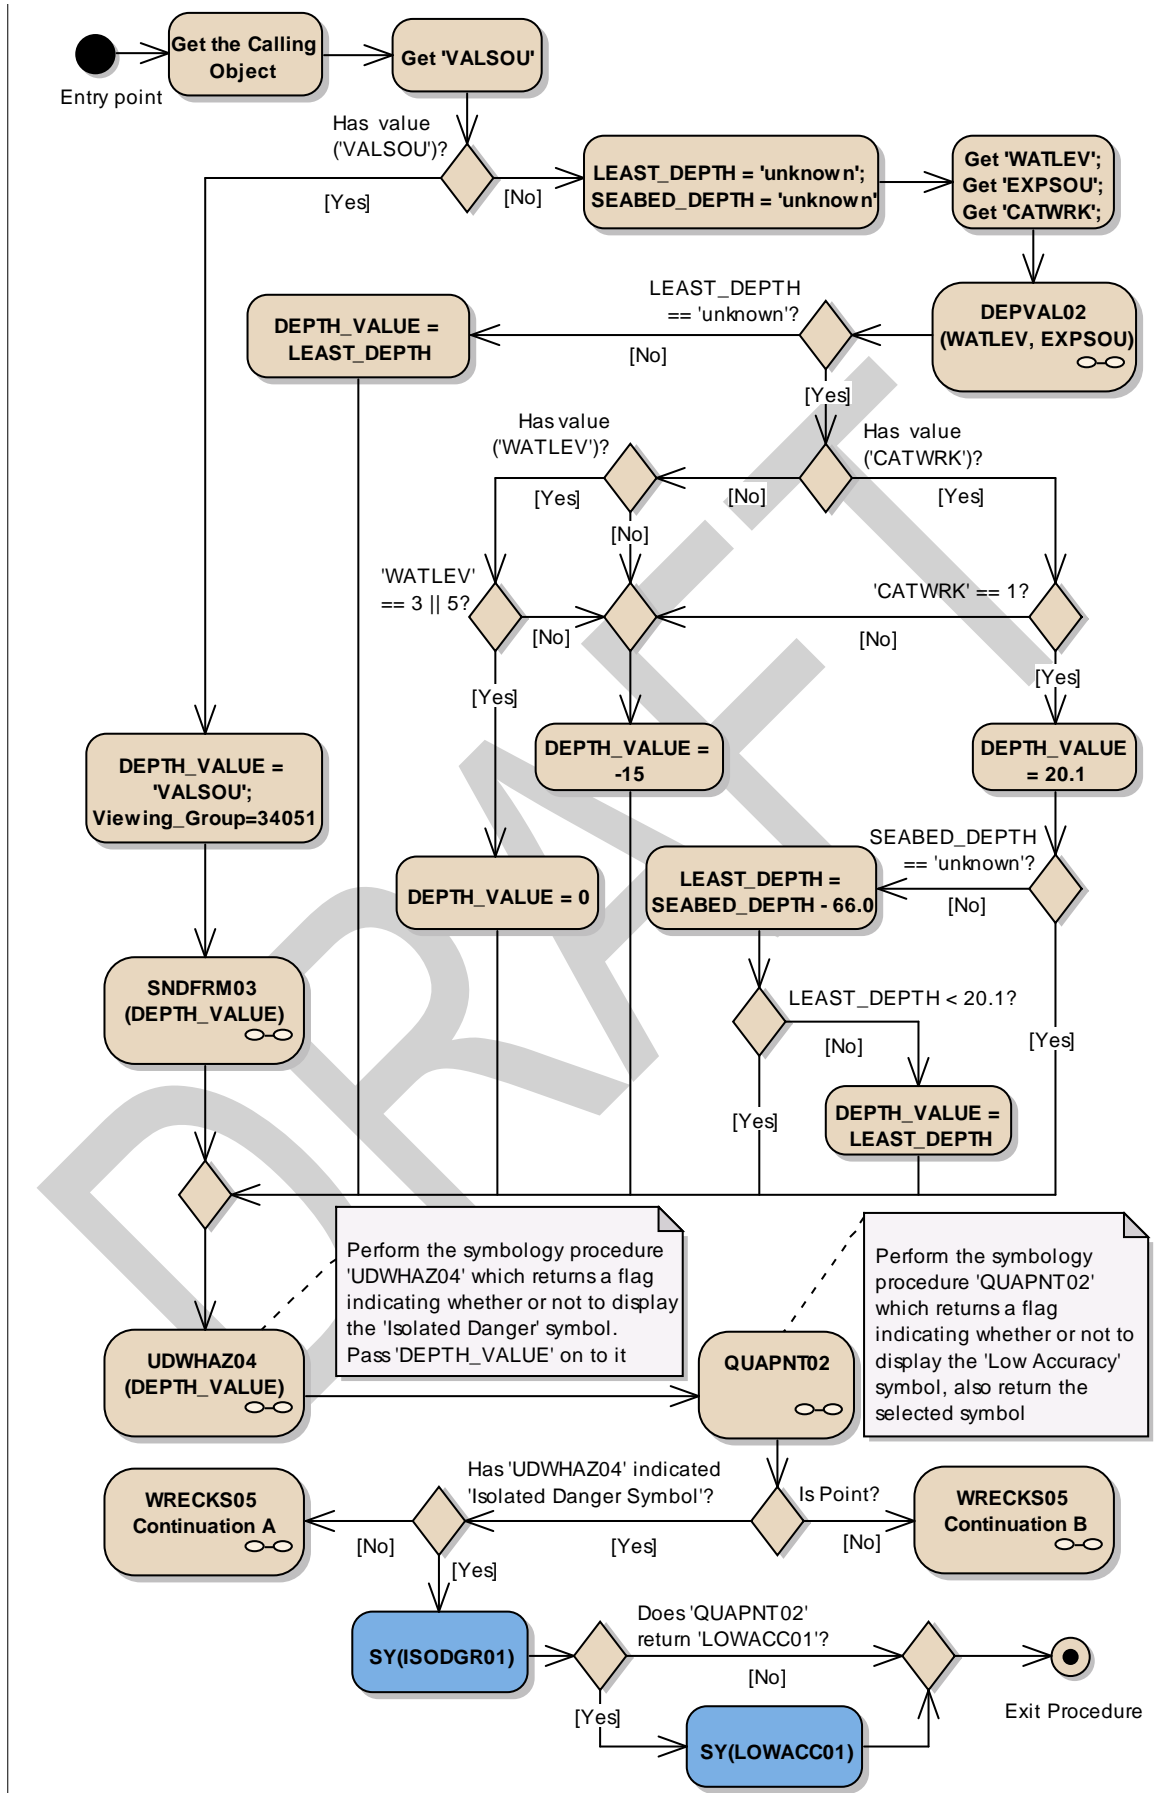 Get the Calling
Object
Get 'VALSOU'
Entry point
Has value
('VALSOU')?
[Yes]
[No]
LEAST_DEPTH = 'unknown';
SEABED_DEPTH = 'unknown'
Get 'WATLEV';
Get 'EXPSOU';
Get 'CATWRK';
DEPVAL02
(WATLEV, EXPSOU)
LEAST_DEPTH
== 'unknown'?
[No]
[Yes]
DEPTH_VALUE =
LEAST_DEPTH
Has value
('WATLEV')?
Has value
('CATWRK')?
[Yes]
[No]
[Yes]
[No]
'WATLEV'
== 3 || 5?
[No]
'CATWRK' == 1?
[No]
[Yes]
[Yes]
DEPTH_VALUE =
'VALSOU';
Viewing_Group=34051
DEPTH_VALUE =
-15
DEPTH_VALUE
= 20.1
SEABED_DEPTH
== 'unknown'?
[No]
DEPTH_VALUE = 0
LEAST_DEPTH =
SEABED_DEPTH - 66.0
SNDFRM03
(DEPTH_VALUE)
LEAST_DEPTH < 20.1?
[No]
[Yes]
[Yes]
DEPTH_VALUE =
LEAST_DEPTH
DRAFT
Perform the symbology procedure
'UDWHAZ04' which returns a flag
indicating whether or not to display
the 'Isolated Danger' symbol.
Pass 'DEPTH_VALUE' on to it
Perform the symbology
procedure 'QUAPNT02'
which returns a flag
indicating whether or not to
display the 'Low Accuracy'
symbol, also return the
selected symbol
UDWHAZ04
(DEPTH_VALUE)
QUAPNT02
WRECKS05
Continuation A
[No]
Has 'UDWHAZ04' indicated
'Isolated Danger Symbol'?
[Yes]
Is Point?
[No]
WRECKS05
Continuation B
[Yes]
SY(ISODGR01)
Does 'QUAPNT02'
return 'LOWACC01'?
[No]
[Yes]
SY(LOWACC01)
Exit Procedure